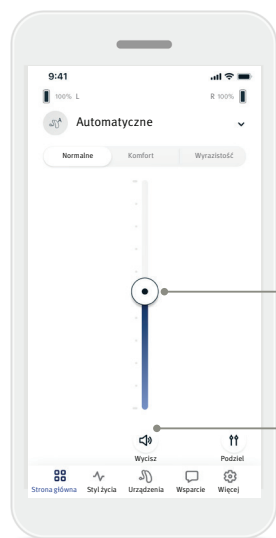 9:41
100% L
R 100%
Automatyczne
Normalne Komfort Wyrazistość
Wycisz Podziel
Strona główna Styl życia Urządzenia Wsparcie Więcej